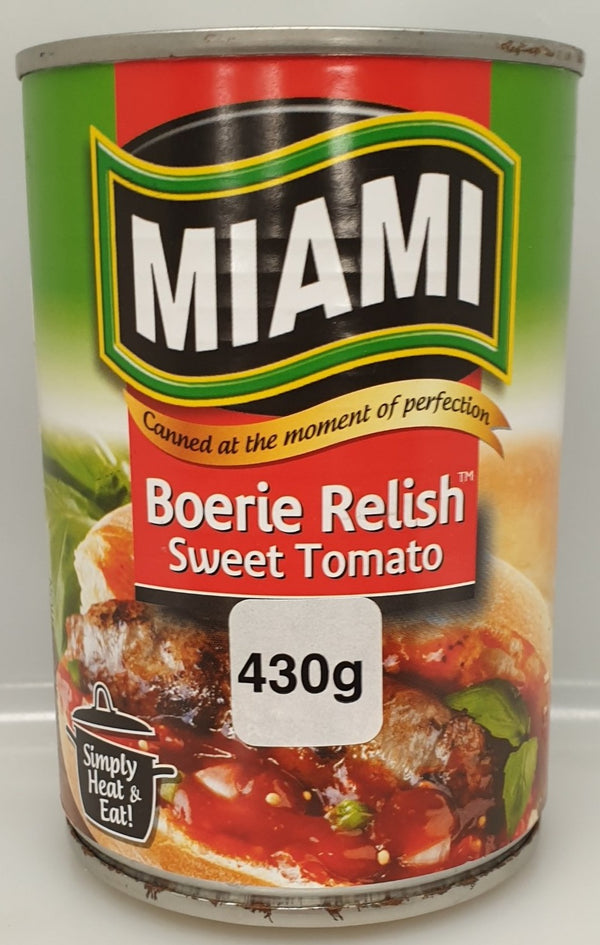 MIAMI
Canned at the moment of perfection
Boerie Relish™
Sweet Tomato
430g
Simply
Heat &
Eat!